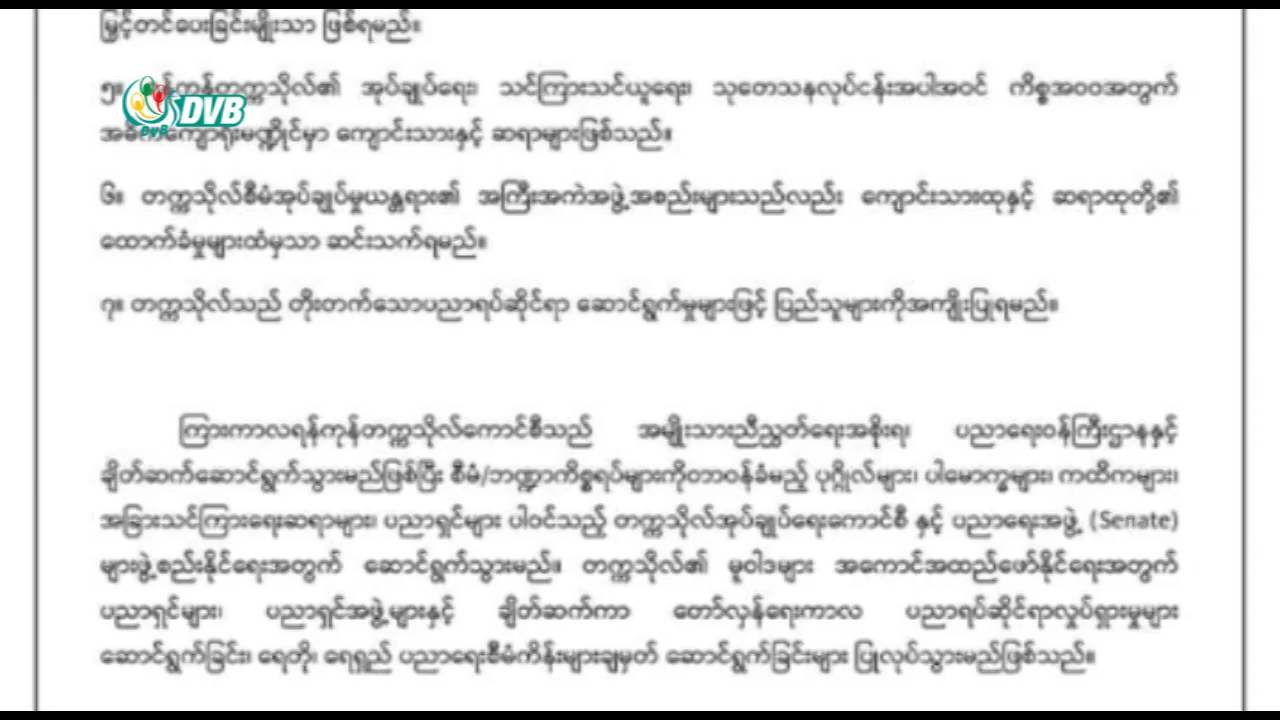 မြှင့်တင်ပေးခြင်းမျိုးသာ ဖြစ်ရမည်။
၅။ ရန်ကုန်တက္ကသိုလ်၏ အုပ်ချုပ်ရေး၊ သင်ကြားသင်ယူရေး၊ သုတေသနလုပ်ငန်းအပါအဝင် ကိစ္စအဝဝအတွက်
DVB
DVB
မှာ ကျောင်းသားနှင့် ဆရာများဖြစ်သည်။
၆။ တက္ကသိုလ်စီမံအုပ်ချုပ်မှုယန္တရား၏ အကြီးအကဲအဖွဲ့အစည်းများသည်လည်း ကျောင်းသားထုနှင့် ဆရာထုတို့၏
ထောက်ခံမှုများထံမှသာ ဆင်းသက်ရမည်။
၇။ တက္ကသိုလ်သည် တိုးတက်သောပညာရပ်ဆိုင်ရာ ဆောင်ရွက်မှုများဖြင့် ပြည်သူများကိုအကျိုးပြုရမည်။
ကြားကာလရန်ကုန်တက္ကသိုလ်ကောင်စီသည် အမျိုးသားညီညွတ်ရေးအစိုးရ၊ ပညာရေးဝန်ကြီးဌာနနှင့်
ချိတ်ဆက်ဆောင်ရွက်သွားမည်ဖြစ်ပြီး စီမံ/ဘဏ္ဍာကိစ္စရပ်များကိုတာဝန်ခံမည့် ပုဂ္ဂိုလ်များ၊ ပါမောက္ခများ၊ ကထိကများ၊
အခြားသင်ကြားရေးဆရာများ၊ ပညာရှင်များ ပါဝင်သည့် တက္ကသိုလ်အုပ်ချုပ်ရေးကောင်စီ နှင့် ပညာရေးအဖွဲ့ (Senate)
များဖွဲ့စည်းနိုင်ရေးအတွက် ဆောင်ရွက်သွားမည်။ တက္ကသိုလ်၏ မူဝါဒများ အကောင်အထည်ဖော်နိုင်ရေးအတွက်
ပညာရှင်များ၊ ပညာရှင်အဖွဲ့များနှင့် ချိတ်ဆက်ကာ တော်လှန်ရေးကာလ ပညာရပ်ဆိုင်ရာလှုပ်ရှားမှုများ
ဆောင်ရွက်ခြင်း၊ ရေတို၊ ရေရှည် ပညာရေးစီမံကိန်းများချမှတ် ဆောင်ရွက်ခြင်းများ ပြုလုပ်သွားမည်ဖြစ်သည်။